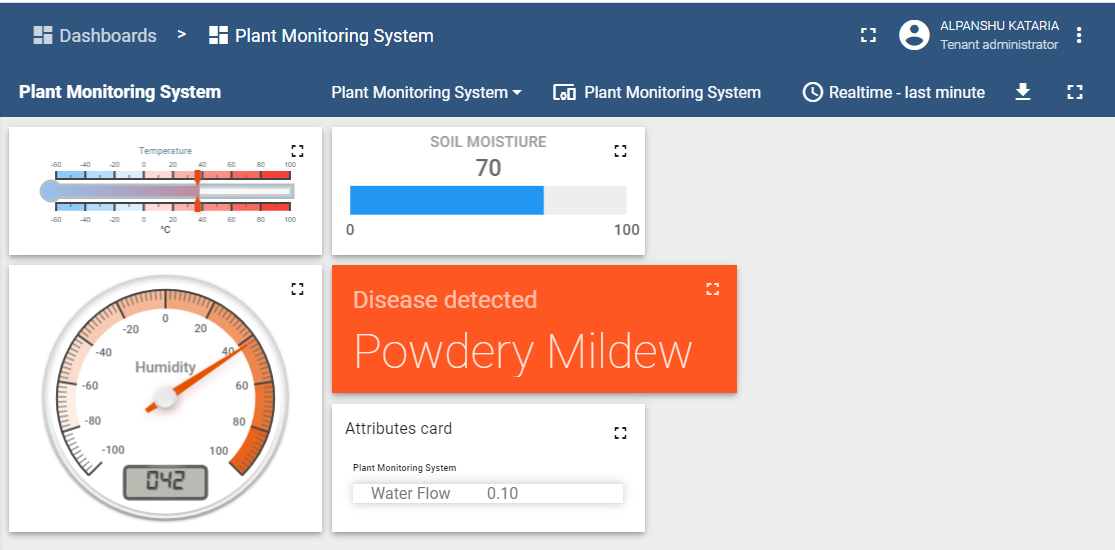 Dashboards > Plant Monitoring System
ALPANSHU KATARIA
Tenant administrator
Plant Monitoring System
Plant Monitoring System
Plant Monitoring System
Realtime - last minute
Temperature
-60 -40 -20 0 20 40 60 80 100
-60 -40 -20 0 20 40 60 80 100
°C
SOIL MOISTIURE
70
0 100
Humidity
-100 -80 -60 -40 -20 0 20 40 60 80 100
042
Disease detected
Powdery Mildew
Attributes card
Plant Monitoring System
Water Flow 0.10